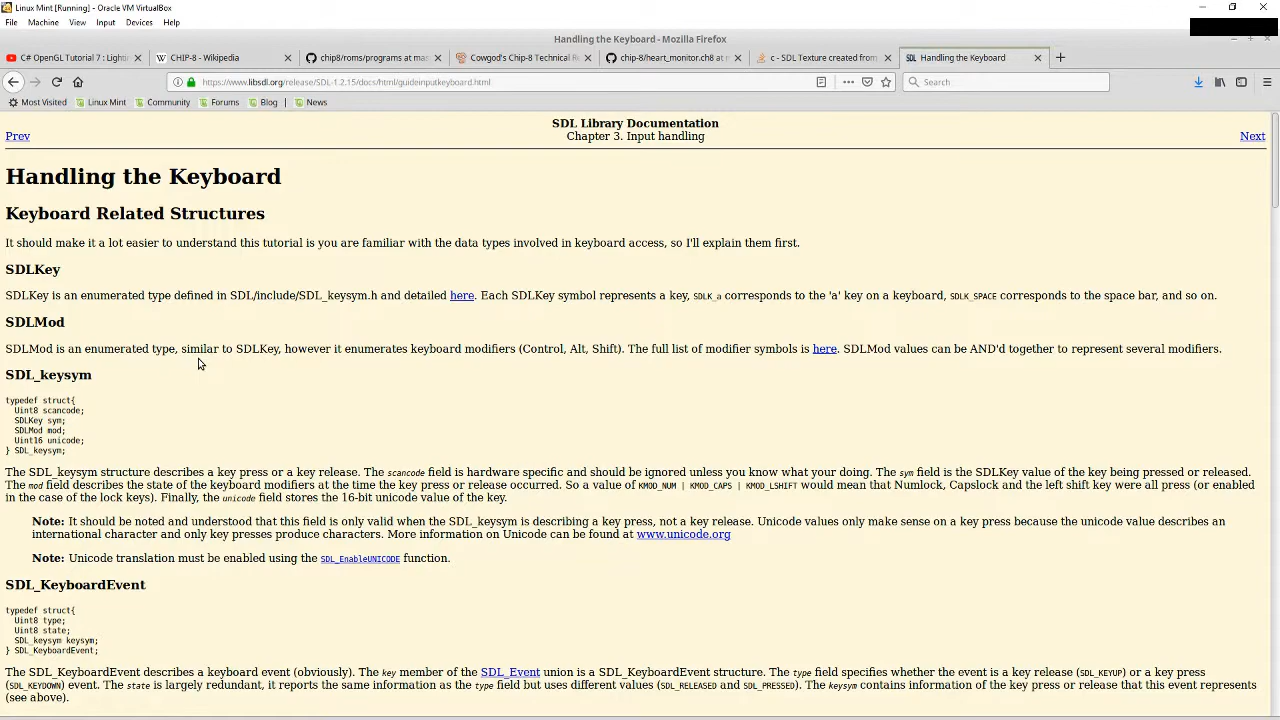 Linux Mint [Running] - Oracle VM VirtualBox
File Machine View Input Devices Help
Handling the Keyboard - Mozilla Firefox
C# OpenGL Tutorial 7 : Light
CHIP-8 - Wikipedia
chip8/roms/programs at mas
Cowgod's Chip-8 Technical R
chip-8/heart_monitor.ch8 at m
c - SDL Texture created from
Handling the Keyboard
https://www.libsdl.org/release/SDL-1.2.15/docs/html/guideinputkeyboard.html
Search
Most Visited Linux Mint Community Forums Blog News
SDL Library Documentation
Prev Chapter 3. Input handling Next
Handling the Keyboard
Keyboard Related Structures
It should make it a lot easier to understand this tutorial is you are familiar with the data types involved in keyboard access, so I'll explain them first.
SDLKey
SDLKey is an enumerated type defined in SDL/include/SDL_keysym.h and detailed here. Each SDLKey symbol represents a key, SDLK_a corresponds to the 'a' key on a keyboard, SDLK_SPACE corresponds to the space bar, and so on.
SDLMod
SDLMod is an enumerated type, similar to SDLKey, however it enumerates keyboard modifiers (Control, Alt, Shift). The full list of modifier symbols is here. SDLMod values can be AND'd together to represent several modifiers.
SDL_keysym
typedef struct{
Uint8 scancode;
SDLKey sym;
SDLMod mod;
Uint16 unicode;
} SDL_keysym;
The SDL_keysym structure describes a key press or a key release. The scancode field is hardware specific and should be ignored unless you know what your doing. The sym field is the SDLKey value of the key being pressed or released.
The mod field describes the state of the keyboard modifiers at the time the key press or release occurred. So a value of KMOD_NUM | KMOD_CAPS | KMOD_LSHIFT would mean that Numlock, Capslock and the left shift key were all press (or enabled
in the case of the lock keys). Finally, the unicode field stores the 16-bit unicode value of the key.
Note: It should be noted and understood that this field is only valid when the SDL_keysym is describing a key press, not a key release. Unicode values only make sense on a key press because the unicode value describes an
international character and only key presses produce characters. More information on Unicode can be found at www.unicode.org
Note: Unicode translation must be enabled using the SDL_EnableUNICODE function.
SDL_KeyboardEvent
typedef struct{
Uint8 type;
Uint8 state;
SDL_keysym keysym;
} SDL_KeyboardEvent;
The SDL_KeyboardEvent describes a keyboard event (obviously). The key member of the SDL_Event union is a SDL_KeyboardEvent structure. The type field specifies whether the event is a key release (SDL_KEYUP) or a key press
(SDL_KEYDOWN) event. The state is largely redundant, it reports the same information as the type field but uses different values (SDL_RELEASED and SDL_PRESSED). The keysym contains information of the key press or release that this event represents
(see above).